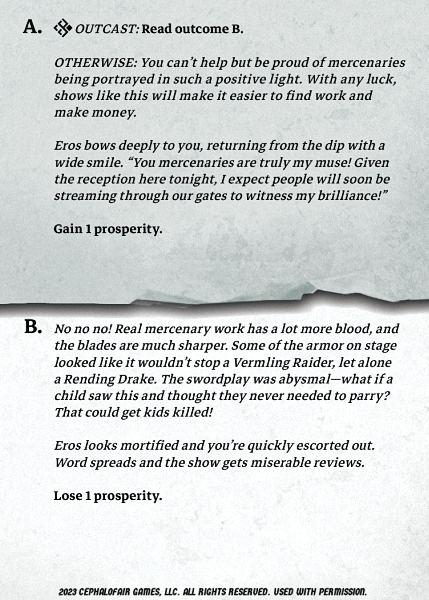 A. OUTCAST: Read outcome B.
OTHERWISE: You can't help but be proud of mercenaries
being portrayed in such a positive light. With any luck,
shows like this will make it easier to find work and
make money.
Eros bows deeply to you, returning from the dip with a
wide smile. “You mercenaries are truly my muse! Given
the reception here tonight, I expect people will soon be
streaming through our gates to witness my brilliance!”
Gain 1 prosperity.
B. No no no! Real mercenary work has a lot more blood, and
the blades are much sharper. Some of the armor on stage
looked like it wouldn't stop a Vermling Raider, let alone
a Rending Drake. The swordplay was abysmal—what if a
child saw this and thought they never needed to parry?
That could get kids killed!
Eros looks mortified and you're quickly escorted out.
Word spreads and the show gets miserable reviews.
Lose 1 prosperity.
2023 CEPHALOFAIR GAMES, LLC. ALL RIGHTS RESERVED. USED WITH PERMISSION.